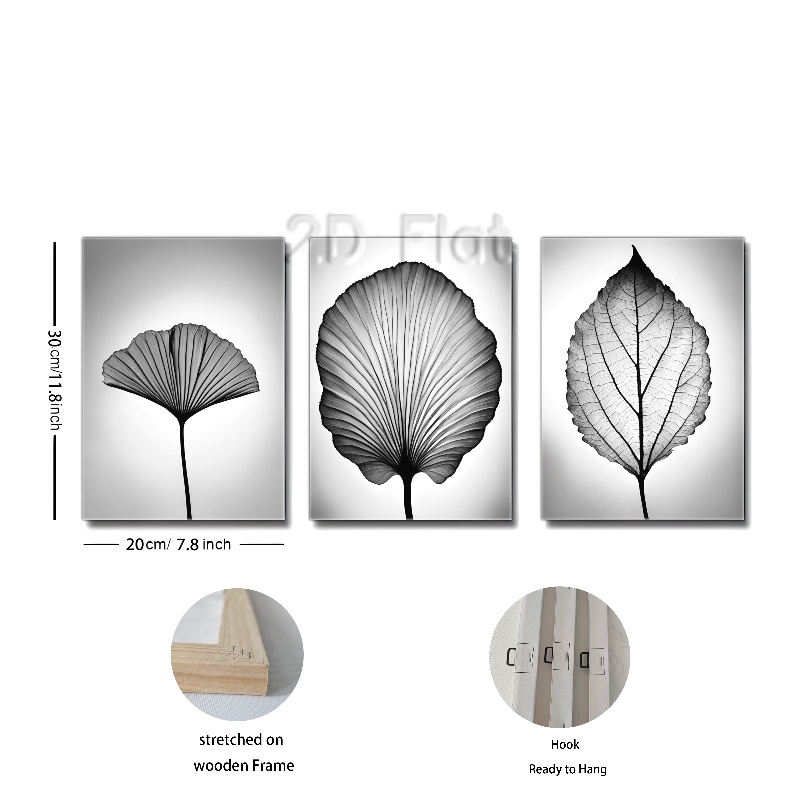 2D Flat
30cm/11.8inch
20cm/ 7.8 inch
stretched on
wooden Frame
Hook
Ready to Hang